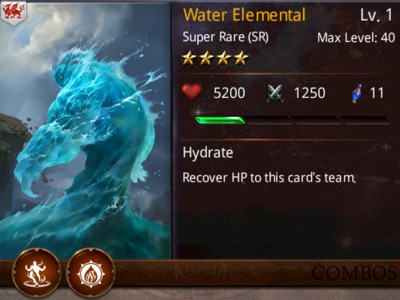 Water Elemental Lv. 1
Super Rare (SR) Max Level: 40
5200 1250 11
Hydrate
Recover HP to this card's team.
COMBOS